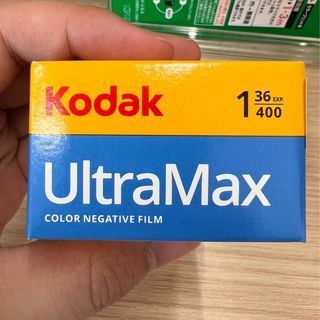 Kodak
1 36 EXP.
400
UltraMax
COLOR NEGATIVE FILM